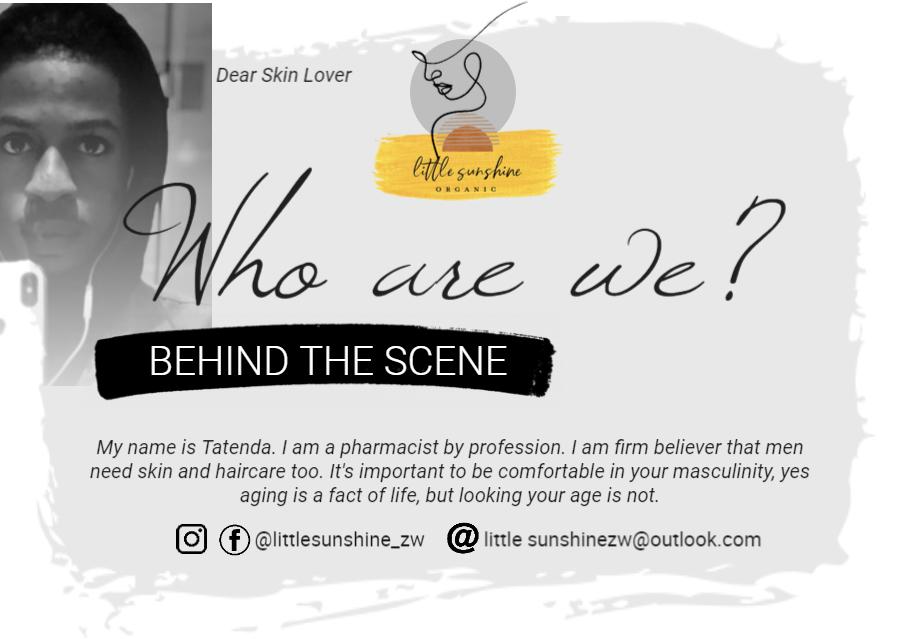 Dear Skin Lover
little sunshine
ORGANIC
Who are we?
BEHIND THE SCENE
My name is Tatenda. I am a pharmacist by profession. I am firm believer that men
need skin and haircare too. It's important to be comfortable in your masculinity, yes
aging is a fact of life, but looking your age is not.
@littlesunshine_zw @ little sunshinezw@outlook.com